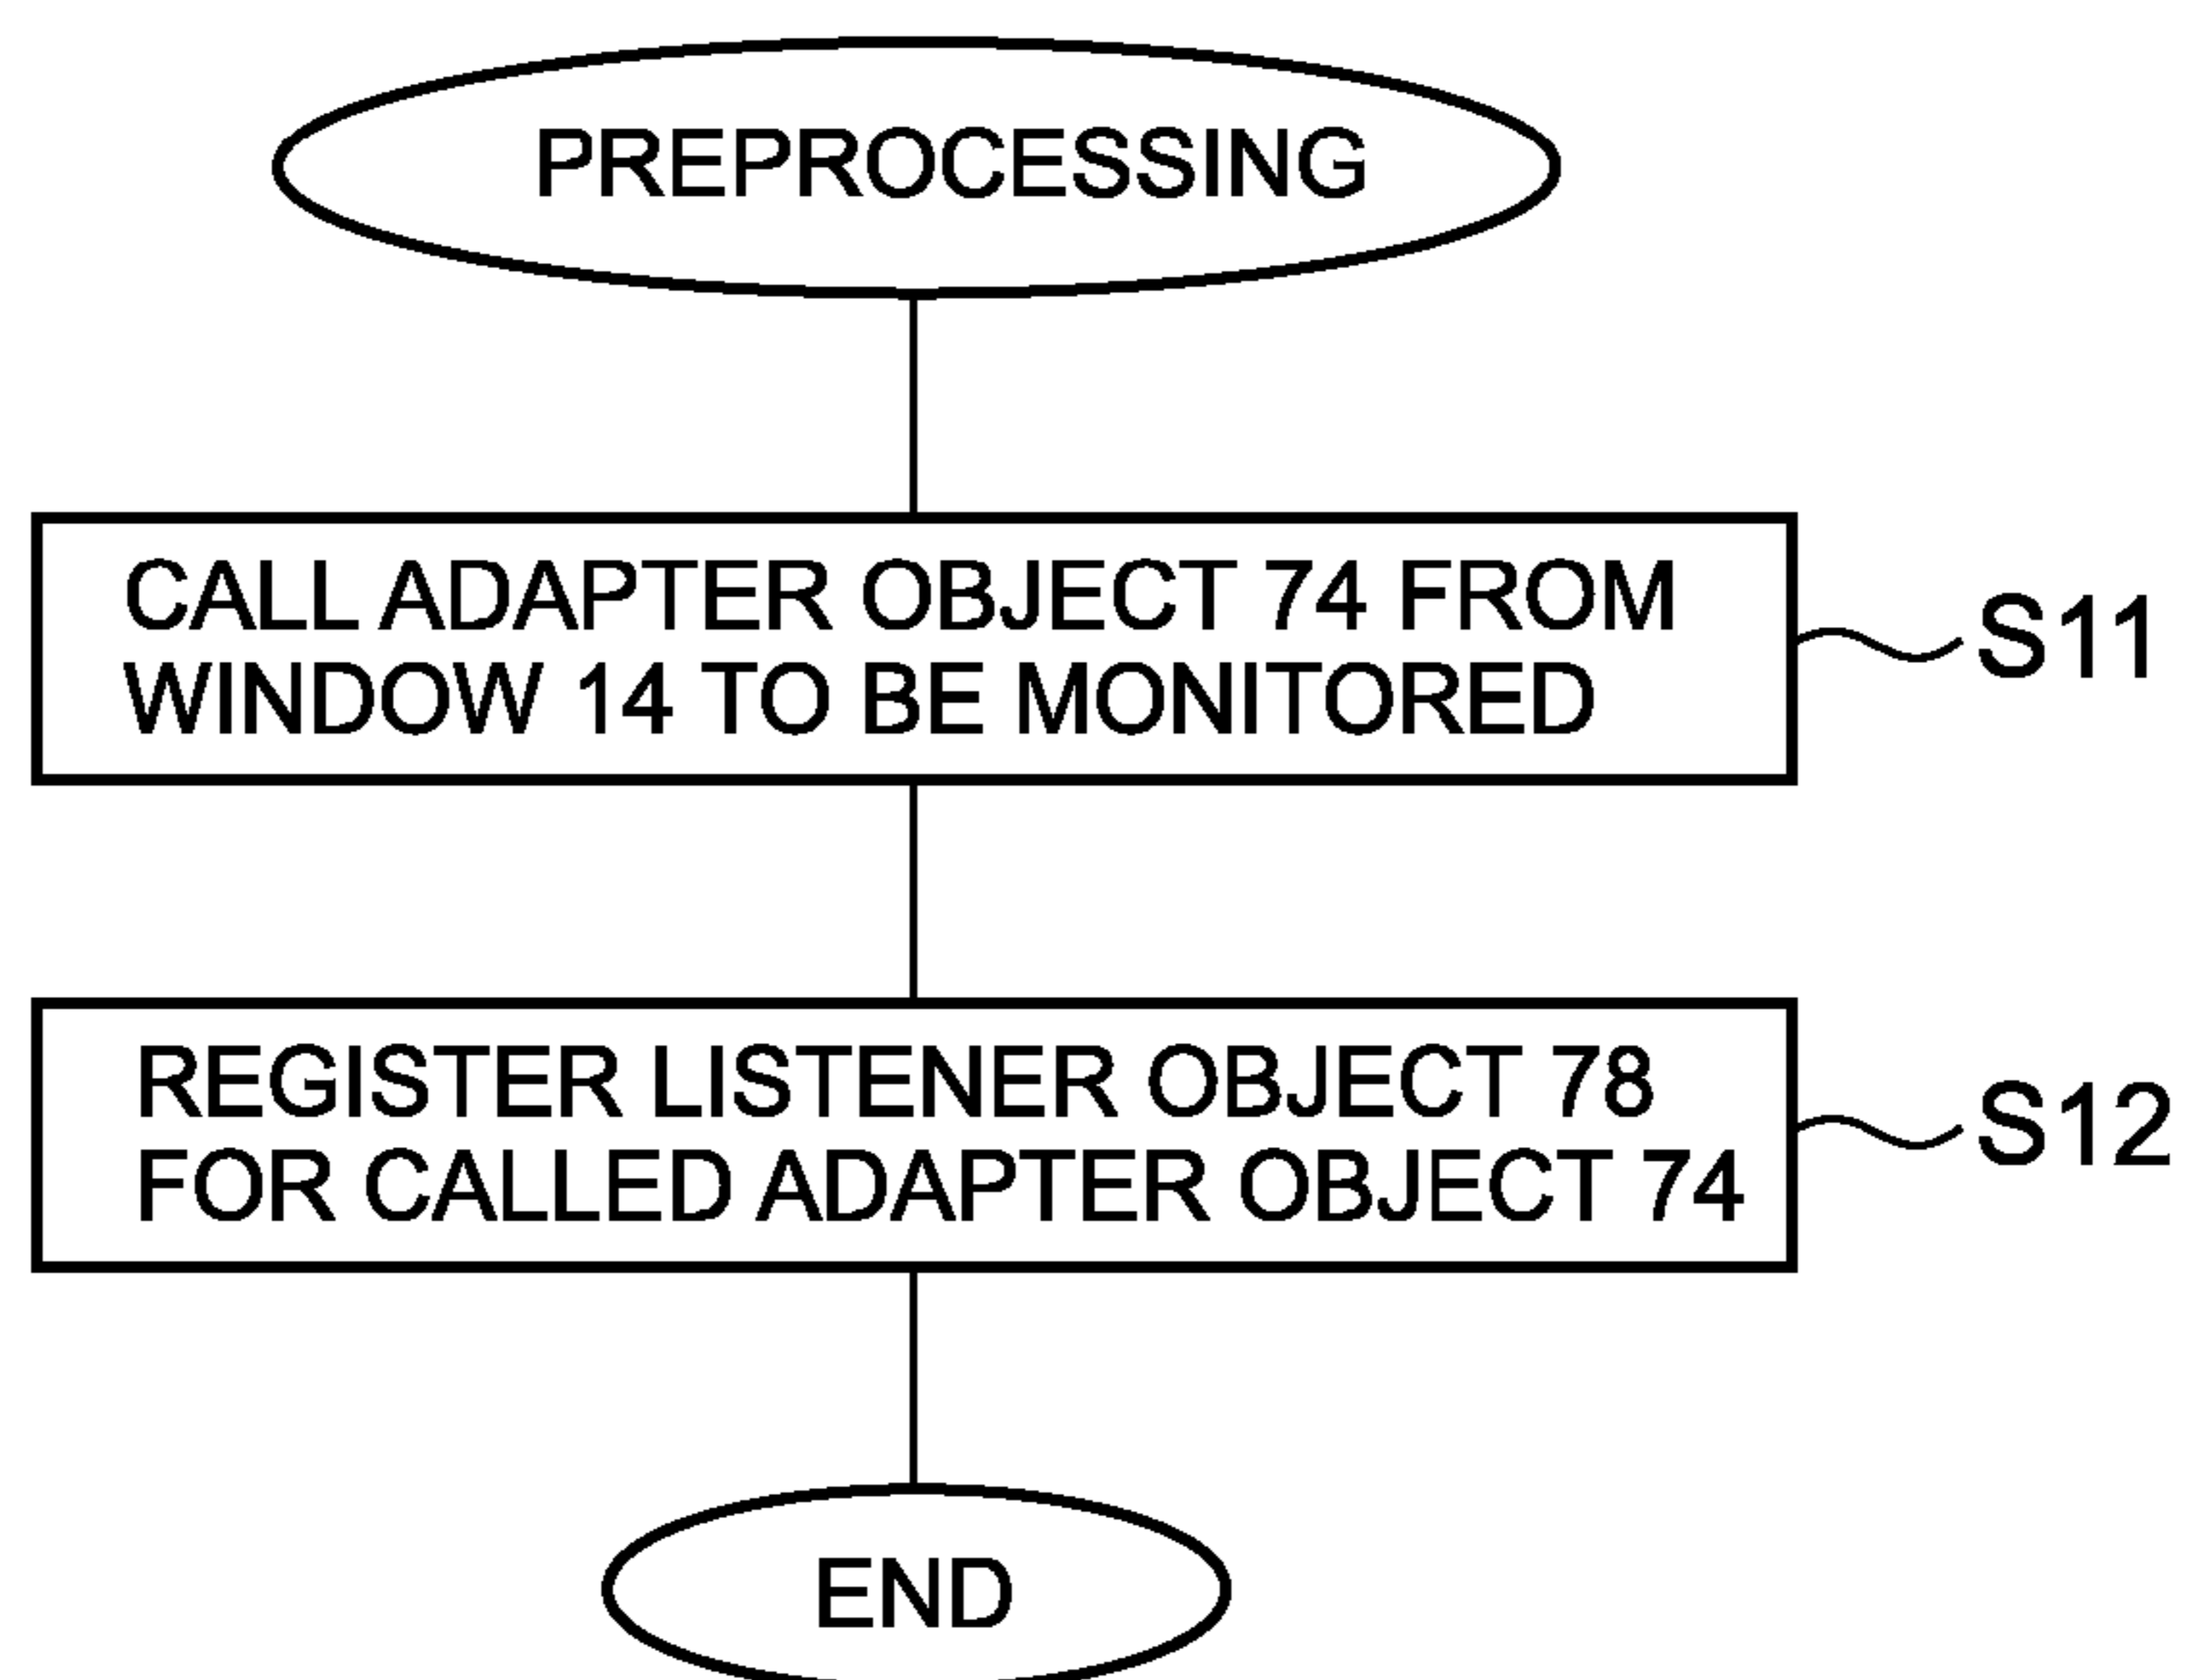 PREPROCESSING
CALL ADAPTER OBJECT 74 FROM
WINDOW 14 TO BE MONITORED
S11
REGISTER LISTENER OBJECT 78
FOR CALLED ADAPTER OBJECT 74
S12
END